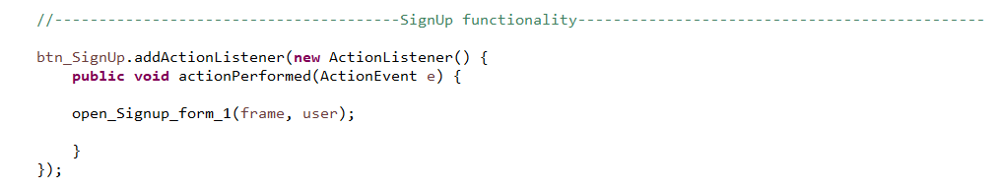 //---------------------------------------SignUp functionality----------------------------------------------
btn_SignUp.addActionListener(new ActionListener() {
public void actionPerformed(ActionEvent e) {
open_Signup_form_1(frame, user);
}
});